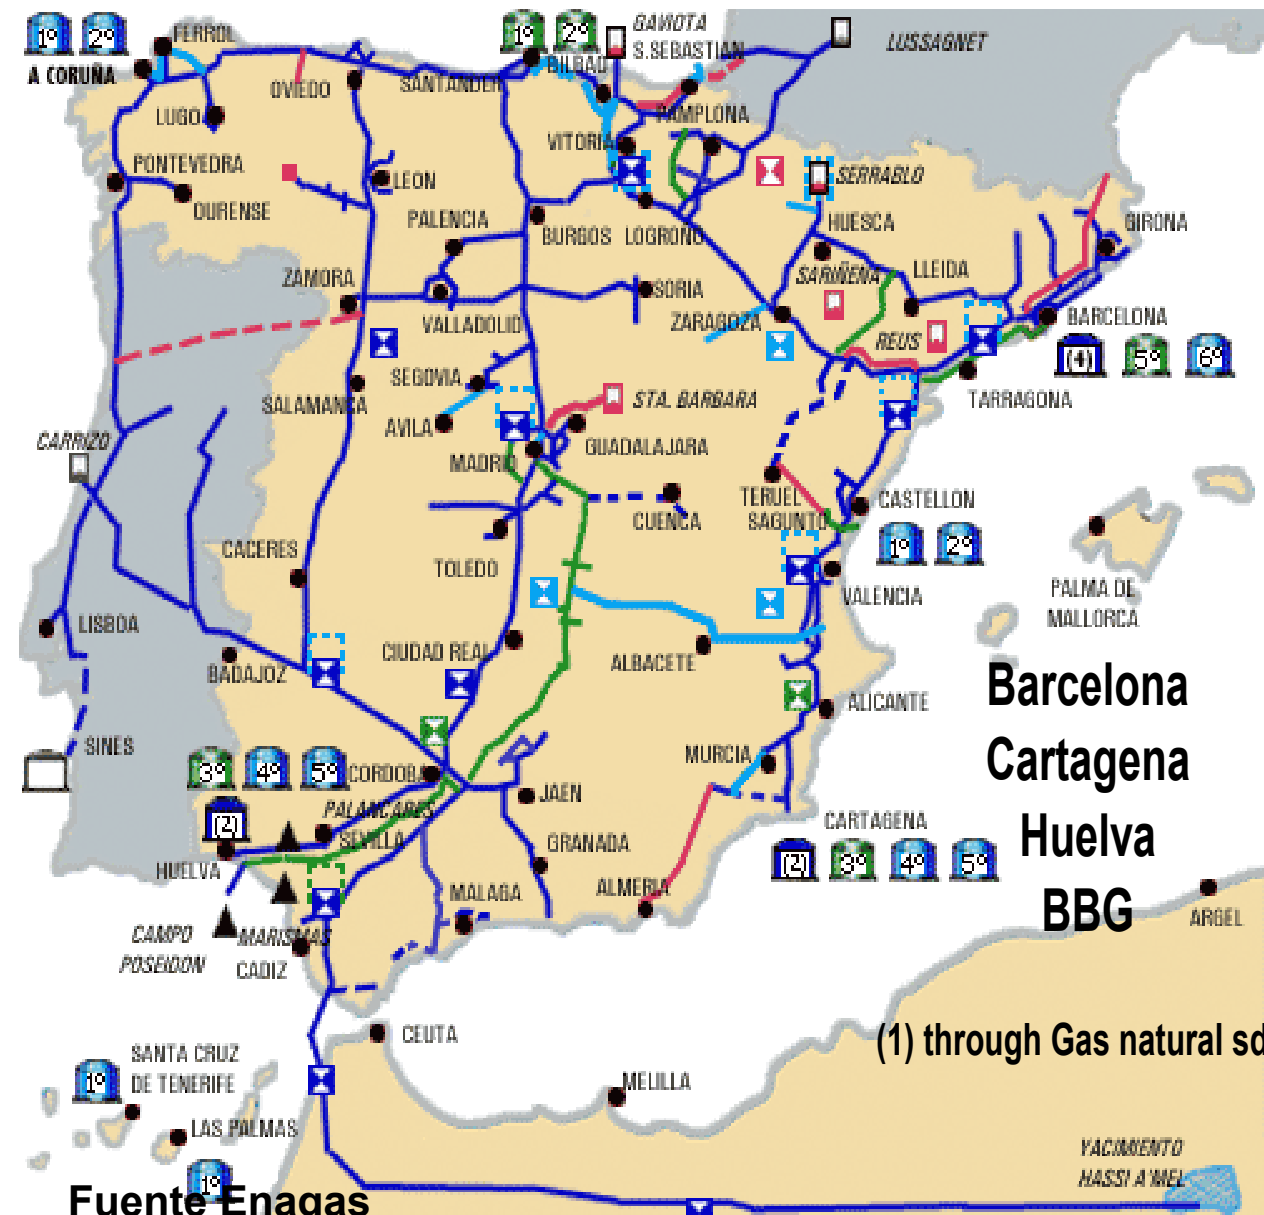 1º 2º
FERROL
1º 2º
GAVIOTA
S.SEBASTIAN
LUSSAGNET
A CORUÑA
OVIEDO
SANTANDER
BILBAO
LUGO
PAMPLONA
VITORIA
PONTEVEDRA
LEON
SERRABLO
OURENSE
PALENCIA
BURGOS
LOGROÑO
HUESCA
GIRONA
ZAMORA
SARIÑENA
LLEIDA
SORIA
VALLADOLID
ZARAGOZA
REUS
BARCELONA
(4) 5º 6º
SEGOVIA
SALAMANCA
STA. BARBARA
TARRAGONA
AVILA
CARRIZO
GUADALAJARA
MADRID
TERUEL
CASTELLON
CUENCA
SAGUNTO
1º 2º
CACERES
TOLEDO
VALENCIA
PALMA DE
MALLORCA
LISBOA
CIUDAD REAL
ALBACETE
BADAJOZ
Barcelona
ALICANTE
SINES
MURCIA
Cartagena
3º 4º 5º
CORDOBA
JAEN
PALANCARES
(2)
SEVILLA
CARTAGENA
Huelva
GRANADA
(2) 3º 4º 5º
HUELVA
ALMERIA
MALAGA
BBG
ARGEL
CAMPO
POSEIDON
MARISMAS
CADIZ
CEUTA
(1) through Gas natural sd
SANTA CRUZ
DE TENERIFE
1º
MELILLA
LAS PALMAS
YACIMIENTO
HASSI A'MEL
1º
Fuente Enagas